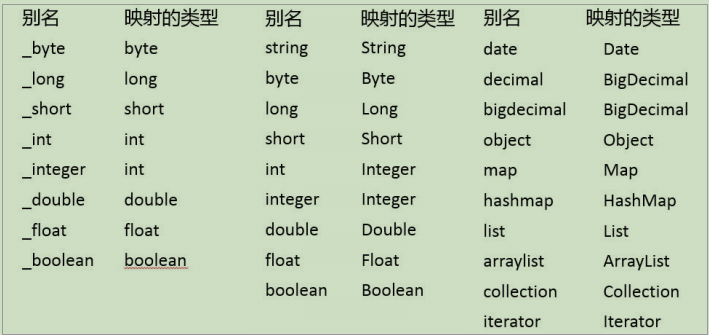 别名 映射的类型 别名 映射的类型 别名 映射的类型
_byte byte string String date Date
_long long byte Byte decimal BigDecimal
_short short long Long bigdecimal BigDecimal
_int int short Short object Object
_integer int int Integer map Map
_double double integer Integer hashmap HashMap
_float float double Double list List
_boolean boolean float Float arraylist ArrayList
boolean Boolean collection Collection
iterator Iterator